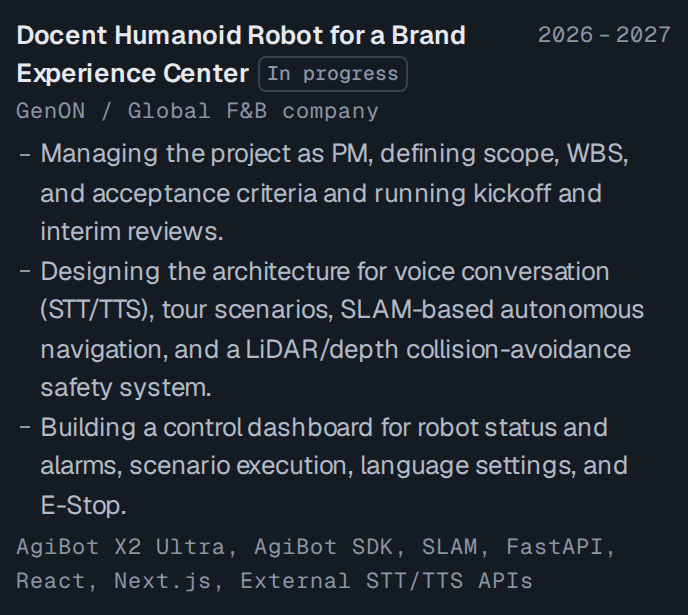 Docent Humanoid Robot for a Brand 2026 – 2027
Experience Center In progress
GenON / Global F&B company
– Managing the project as PM, defining scope, WBS,
and acceptance criteria and running kickoff and
interim reviews.
– Designing the architecture for voice conversation
(STT/TTS), tour scenarios, SLAM-based autonomous
navigation, and a LiDAR/depth collision-avoidance
safety system.
– Building a control dashboard for robot status and
alarms, scenario execution, language settings, and
E-Stop.
AgiBot X2 Ultra, AgiBot SDK, SLAM, FastAPI,
React, Next.js, External STT/TTS APIs